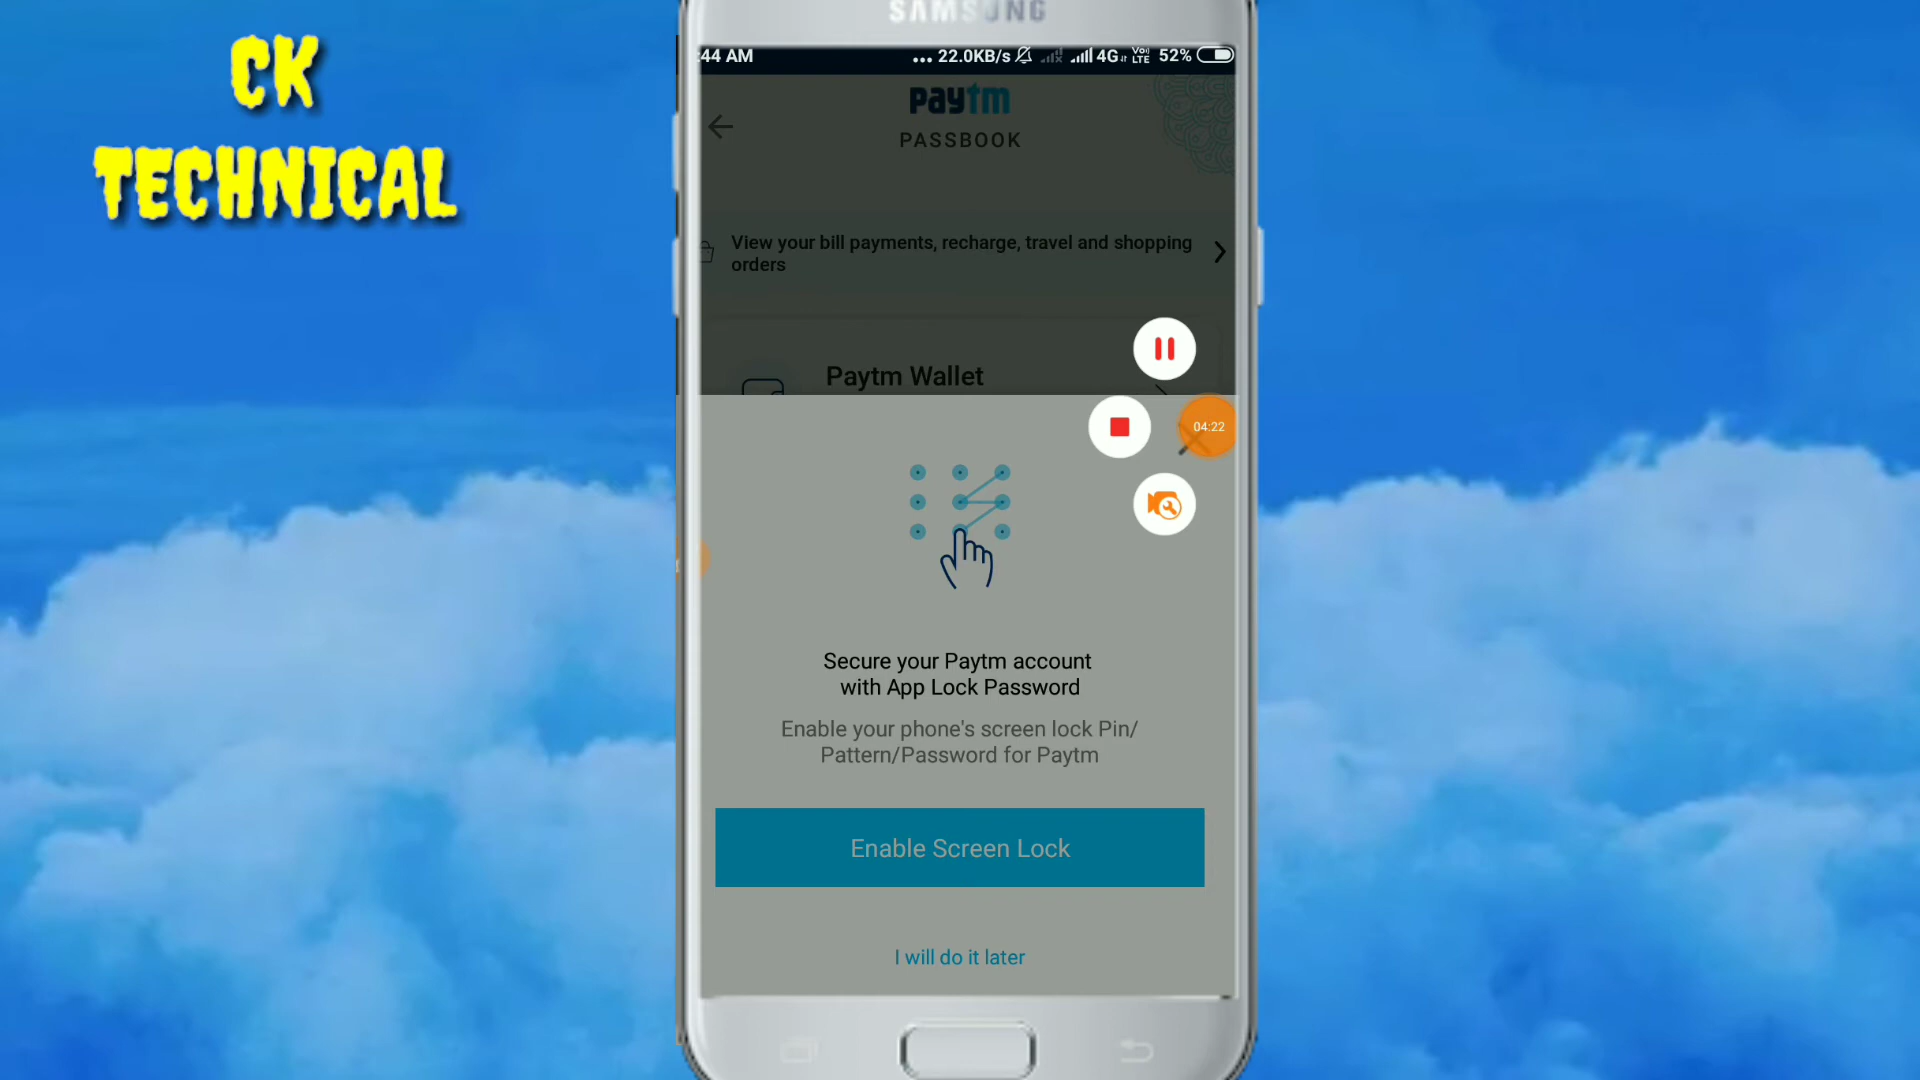 CK
TECHNICAL
SAMSUNG
:44 AM
... 22.0KB/s 4G VoLTE 52%
paytm
PASSBOOK
View your bill payments, recharge, travel and shopping
orders
Paytm Wallet
04:22
Secure your Paytm account
with App Lock Password
Enable your phone's screen lock Pin/
Pattern/Password for Paytm
Enable Screen Lock
I will do it later